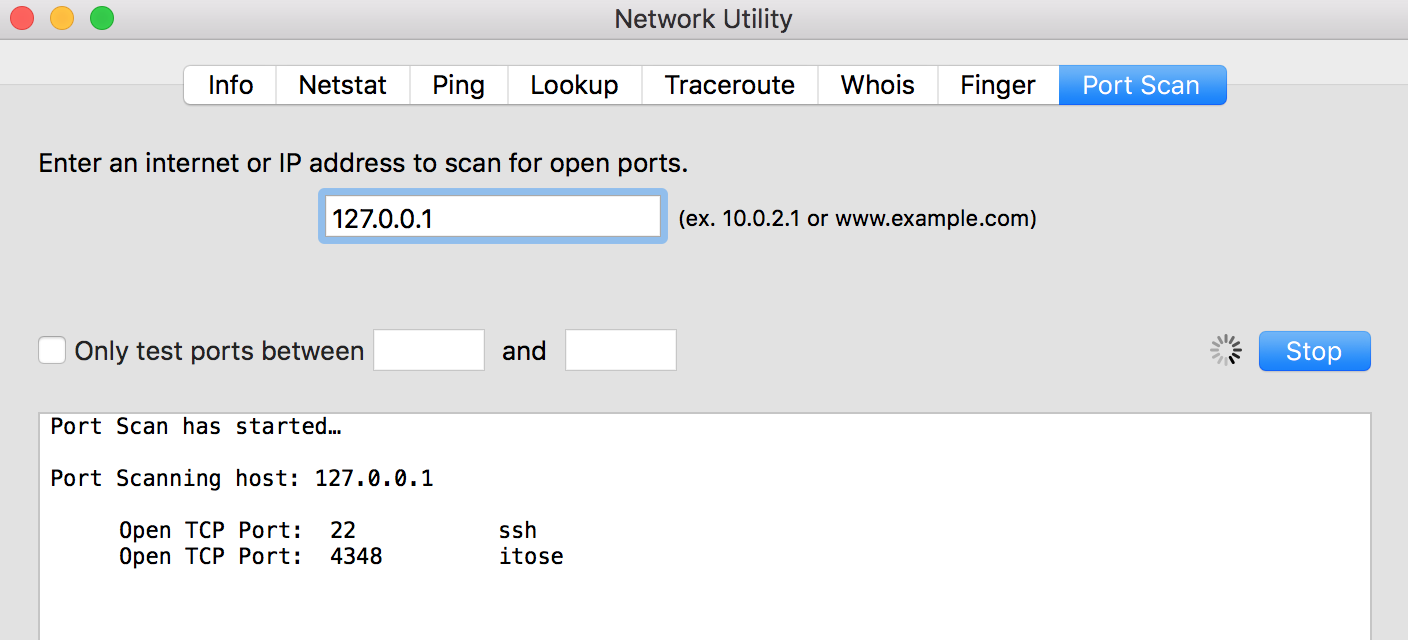 Network Utility
Info Netstat Ping Lookup Traceroute Whois Finger Port Scan
Enter an internet or IP address to scan for open ports.
127.0.0.1 (ex. 10.0.2.1 or www.example.com)
Only test ports between and Stop
Port Scan has started…
Port Scanning host: 127.0.0.1
Open TCP Port: 22 ssh
Open TCP Port: 4348 itose